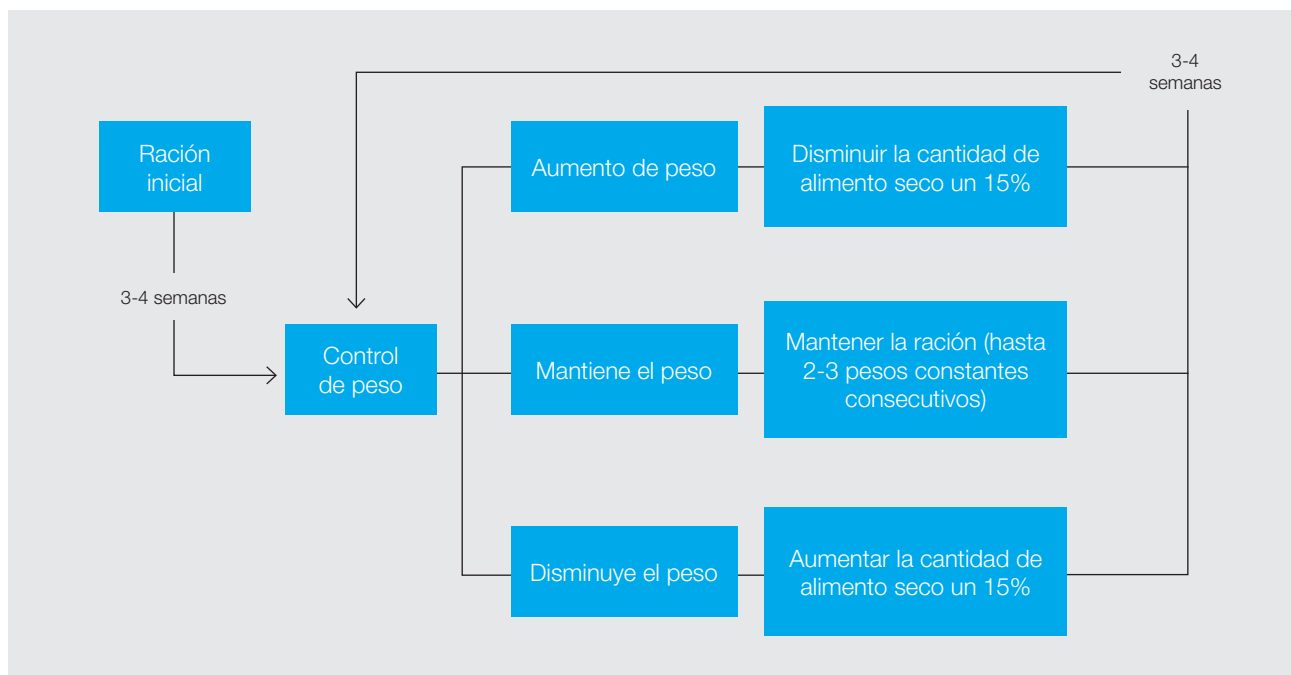 3-4
semanas
Ración
inicial
3-4 semanas
Control
de peso
Aumento de peso
Disminuir la cantidad de
alimento seco un 15%
Mantiene el peso
Mantener la ración (hasta
2-3 pesos constantes
consecutivos)
Disminuye el peso
Aumentar la cantidad de
alimento seco un 15%